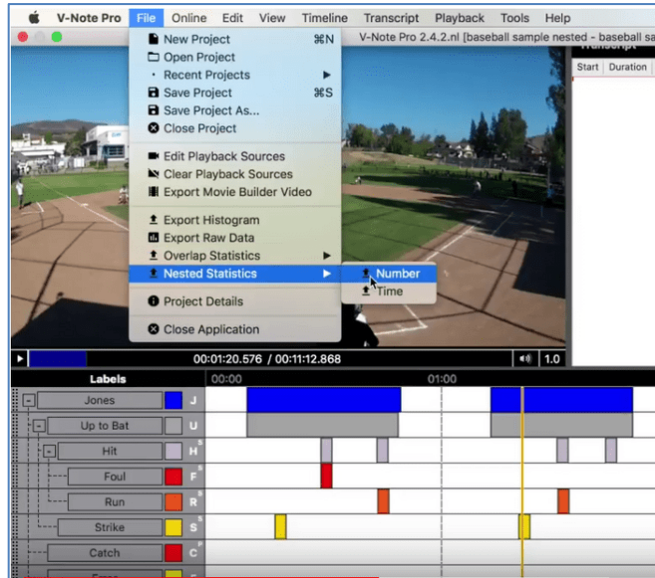 V-Note Pro File Online Edit View Timeline Transcript Playback Tools Help
V-Note Pro 2.4.2.nl [baseball sample nested - baseball sa
New Project ⌘N
Open Project
Recent Projects
Save Project ⌘S
Save Project As...
Close Project
Edit Playback Sources
Clear Playback Sources
Export Movie Builder Video
Export Histogram
Export Raw Data
Overlap Statistics
Nested Statistics
Number
Time
Project Details
Close Application
Transcript
Start Duration
00:01:20.576 / 00:11:12.868 1.0
Labels 00:00 01:00
Jones J
Up to Bat U
Hit H S
Foul F S
Run R S
Strike S S
Catch C